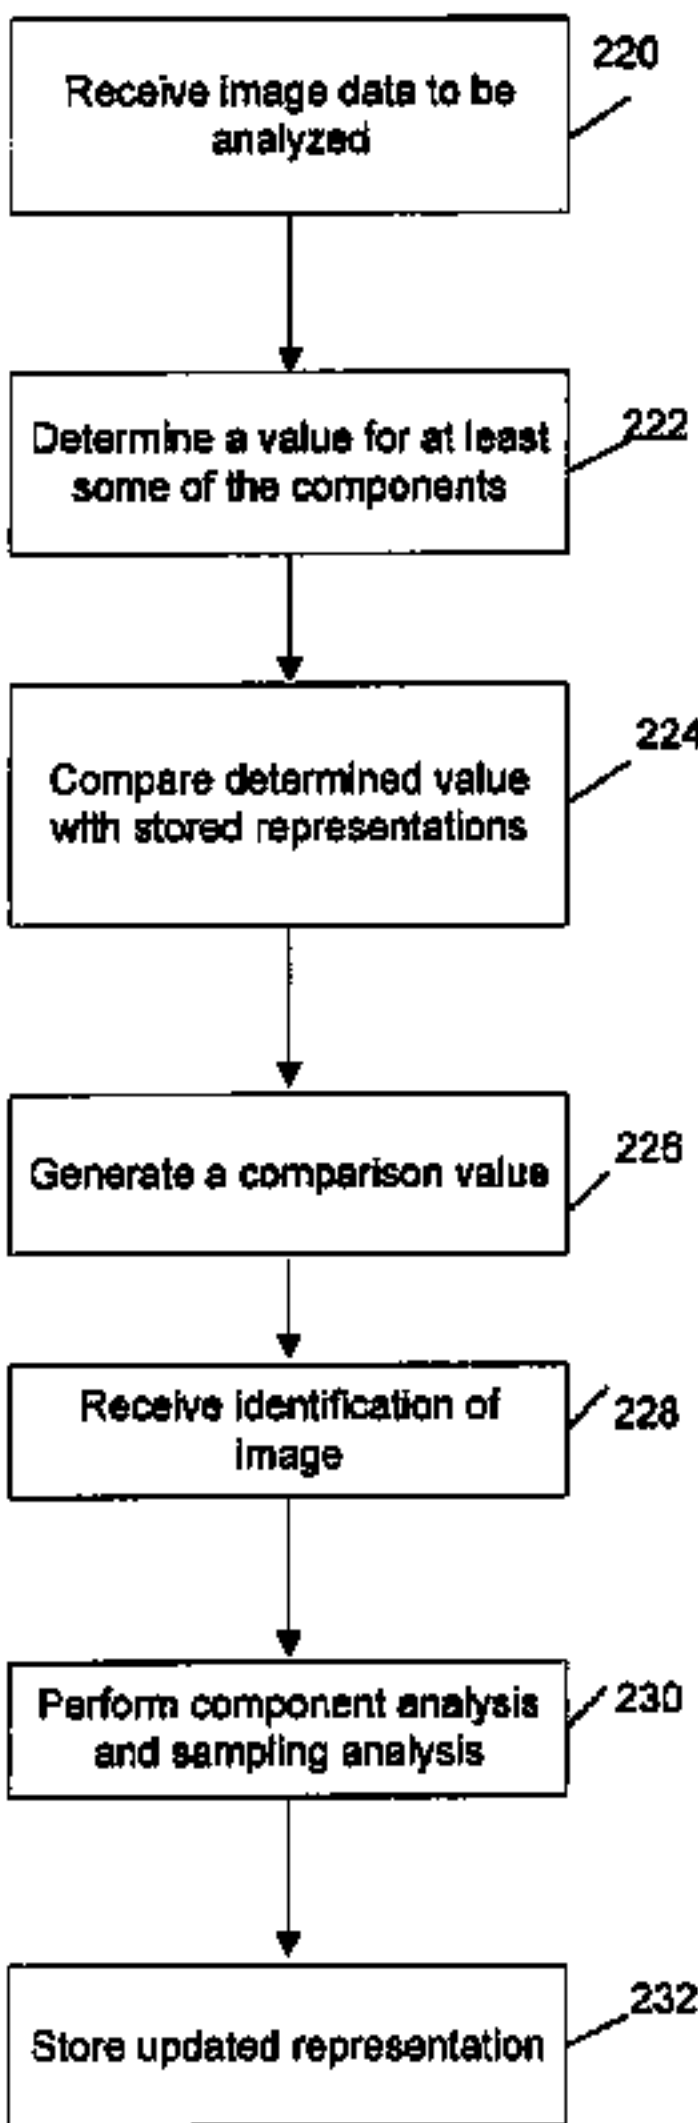 220
Receive image data to be
analyzed
222
Determine a value for at least
some of the components
224
Compare determined value
with stored representations
226
Generate a comparison value
Receive identification of
228
image
230
Perform component analysis
and sampling analysis
232
Store updated representation